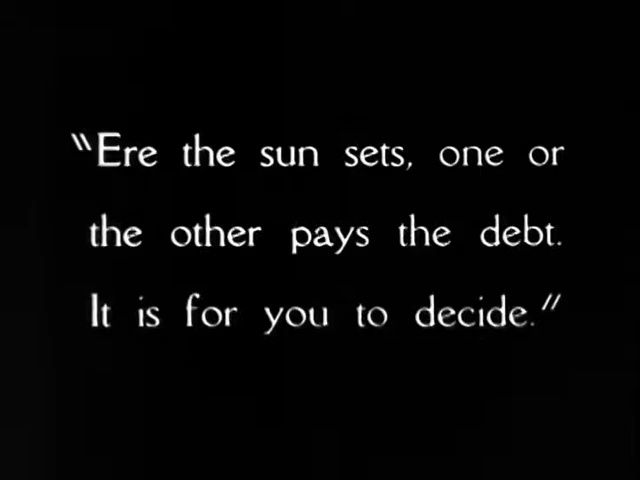 "Ere the sun sets, one or
the other pays the debt.
It is for you to decide."